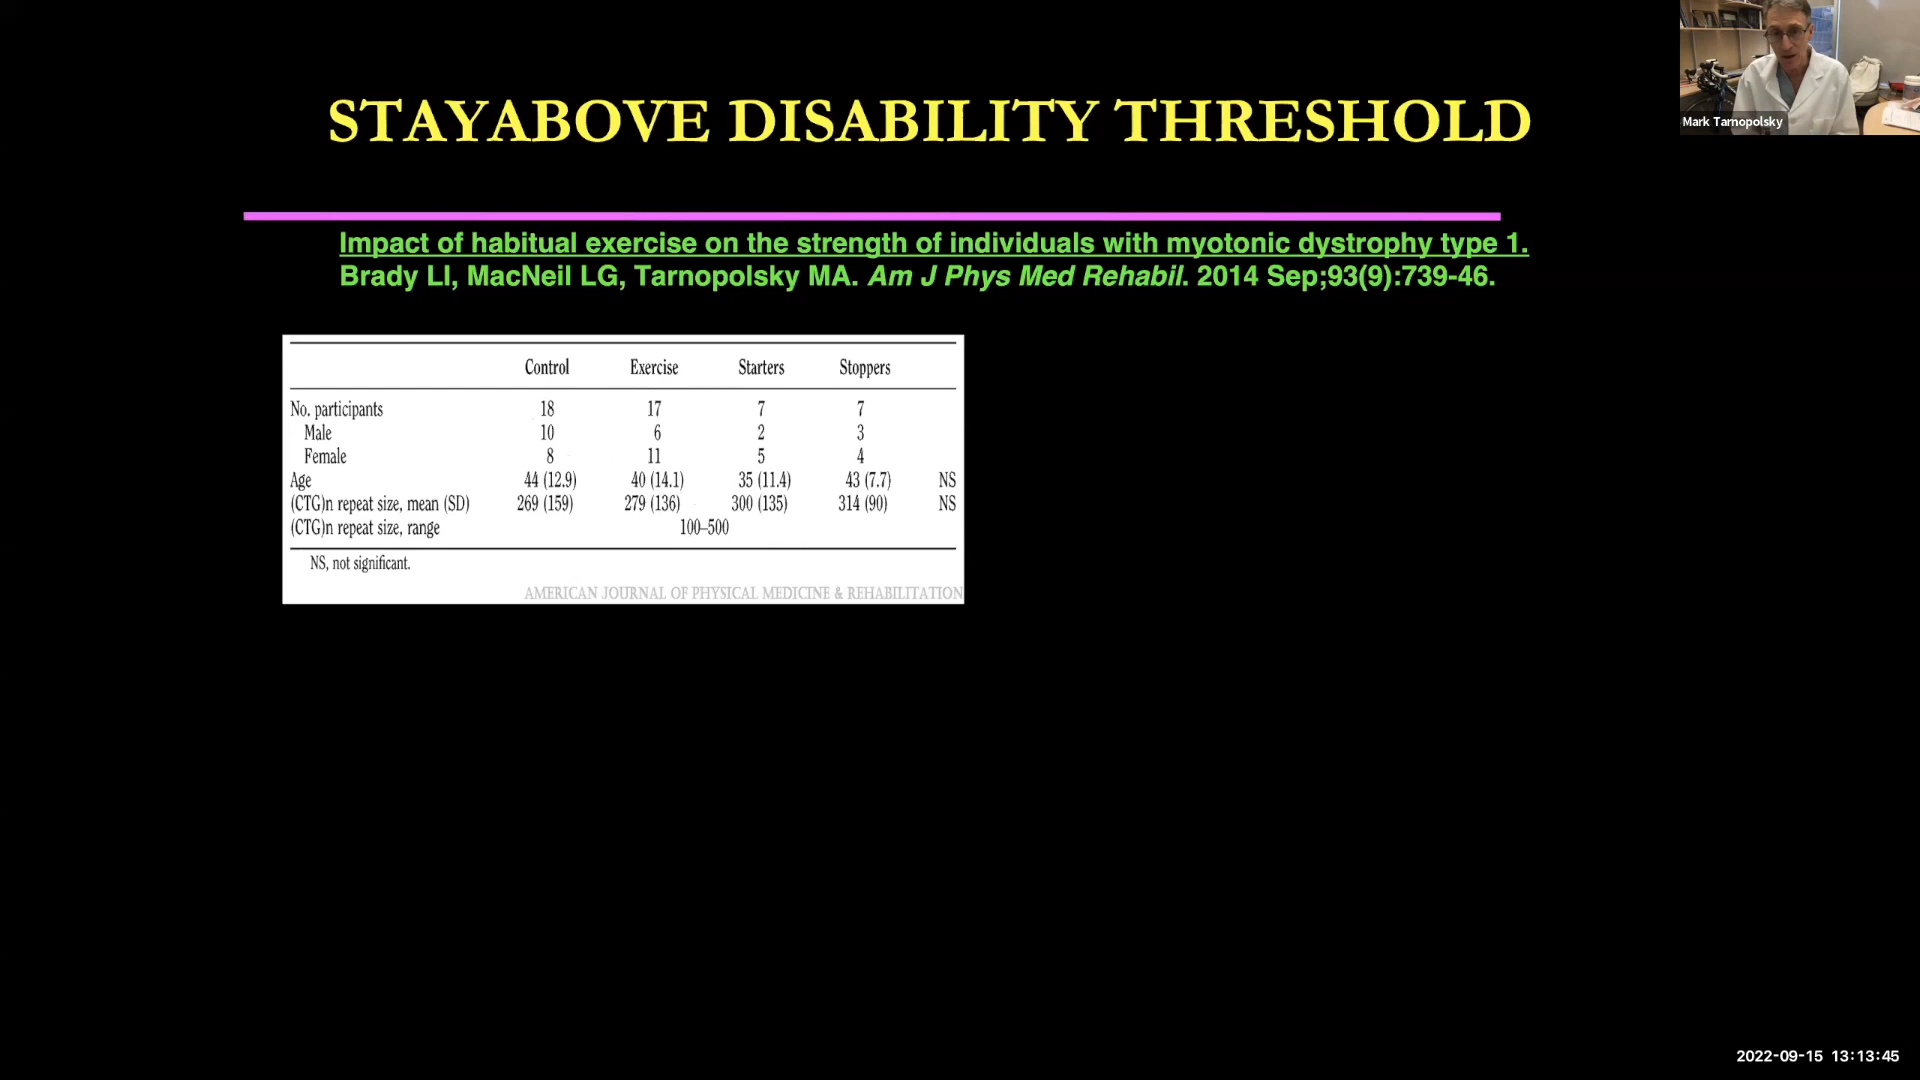 STAYABOVE DISABILITY THRESHOLD
Mark Tarnopolsky
Impact of habitual exercise on the strength of individuals with myotonic dystrophy type 1.
Brady LI, MacNeil LG, Tarnopolsky MA. Am J Phys Med Rehabil. 2014 Sep;93(9):739-46.
Control Exercise Starters Stoppers
No. participants 18 17 7 7
Male 10 6 2 3
Female 8 11 5 4
Age 44 (12.9) 40 (14.1) 35 (11.4) 43 (7.7) NS
(CTG)n repeat size, mean (SD) 269 (159) 279 (136) 300 (135) 314 (90) NS
(CTG)n repeat size, range 100–500
NS, not significant.
AMERICAN JOURNAL OF PHYSICAL MEDICINE & REHABILITATION
2022-09-15 13:13:45